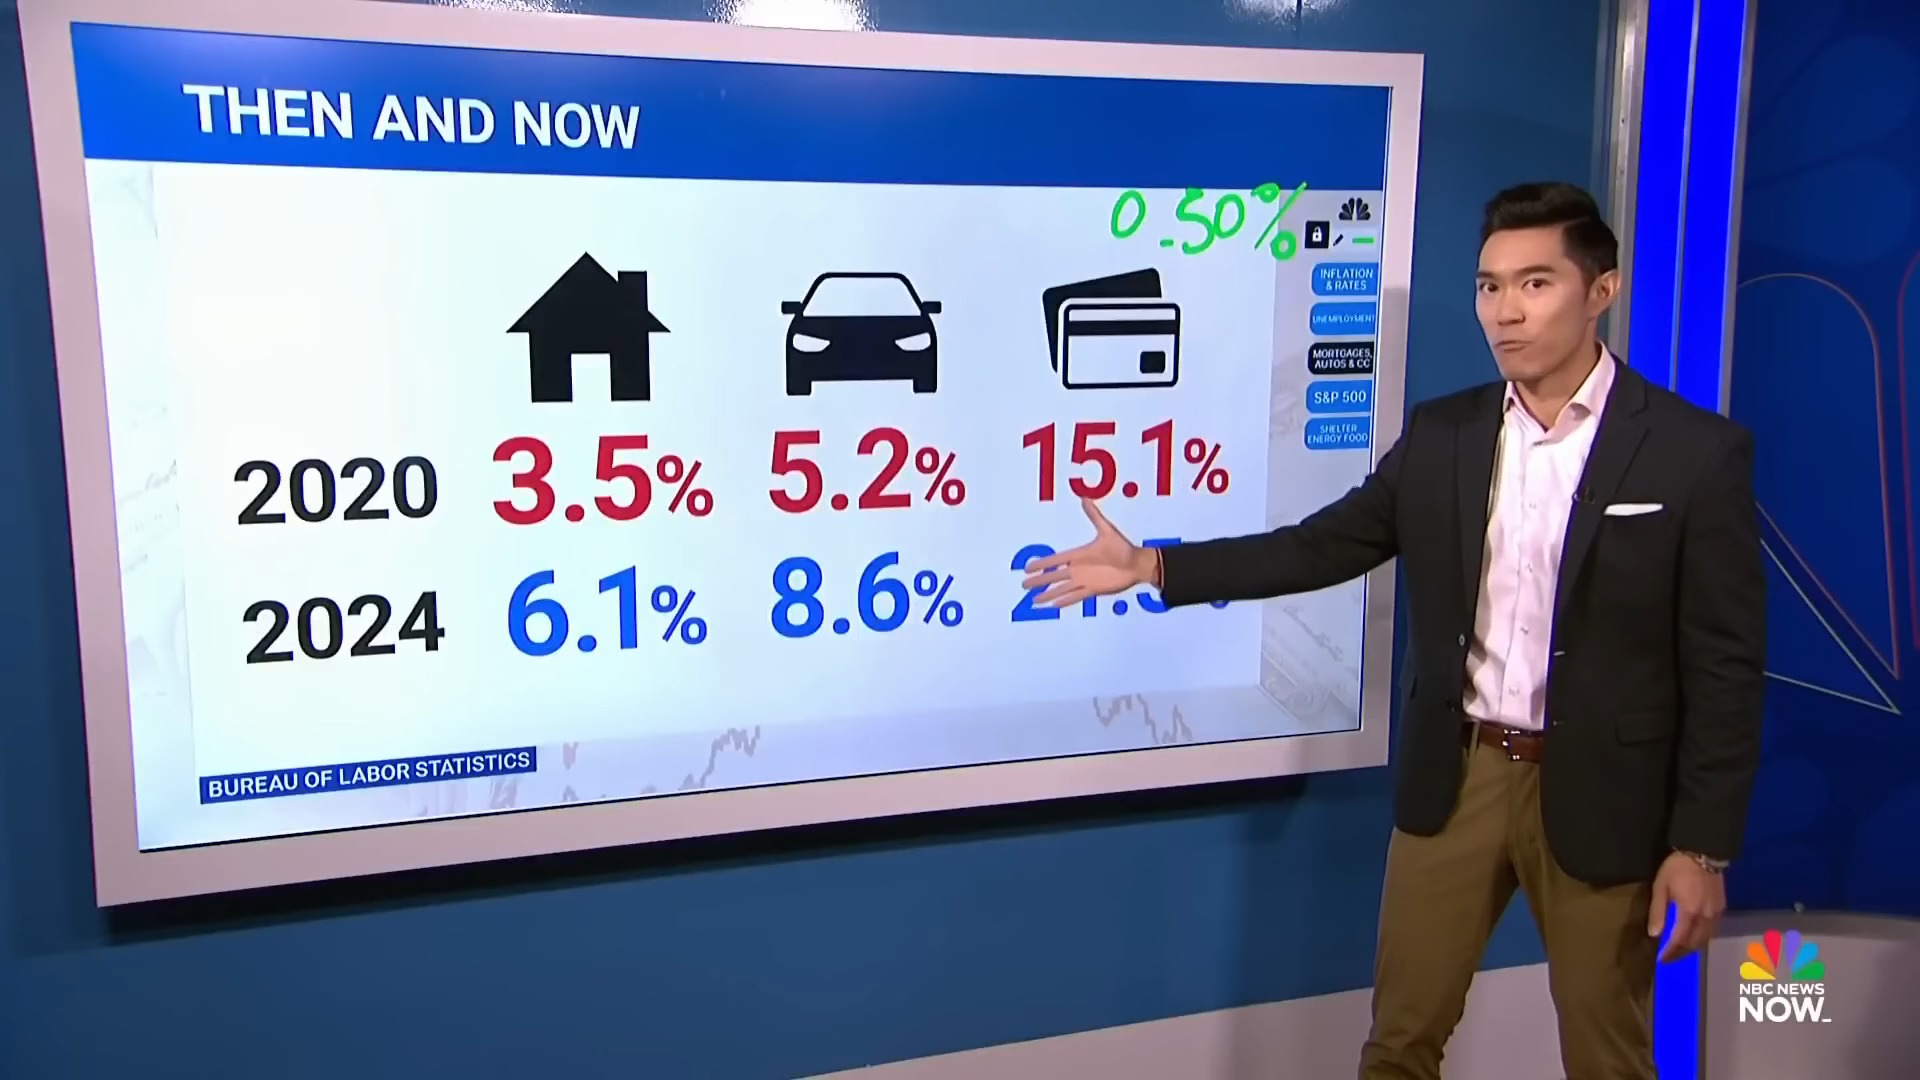 THEN AND NOW
0.50%
INFLATION
& RATES
UNEMPLOYMENT
MORTGAGES,
AUTOS & CC
S&P 500
SHELTER
ENERGY FOOD
2020 3.5% 5.2% 15.1%
2024 6.1% 8.6%
BUREAU OF LABOR STATISTICS
NBC NEWS
NOW_